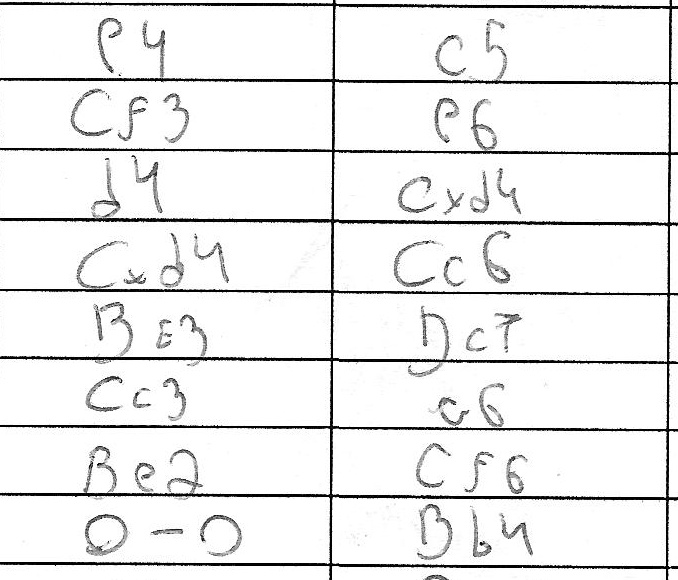 e4 c5
Cf3 e6
d4 Cxd4
Cxd4 Cc6
Be3 Dc7
Cc3 a6
Be2 Cf6
O-O Bb4